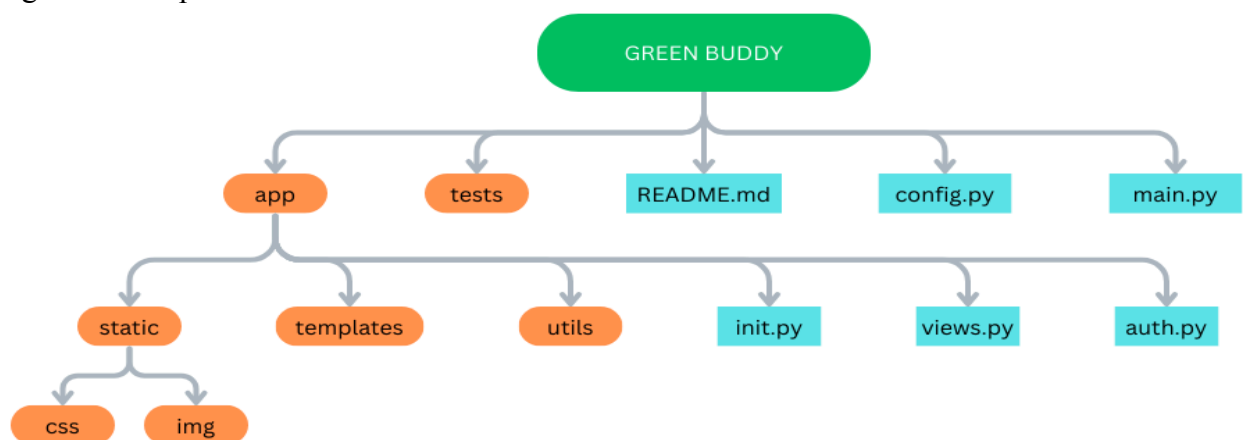 GREEN BUDDY
app
tests
README.md
config.py
main.py
static
templates
utils
init.py
views.py
auth.py
css
img